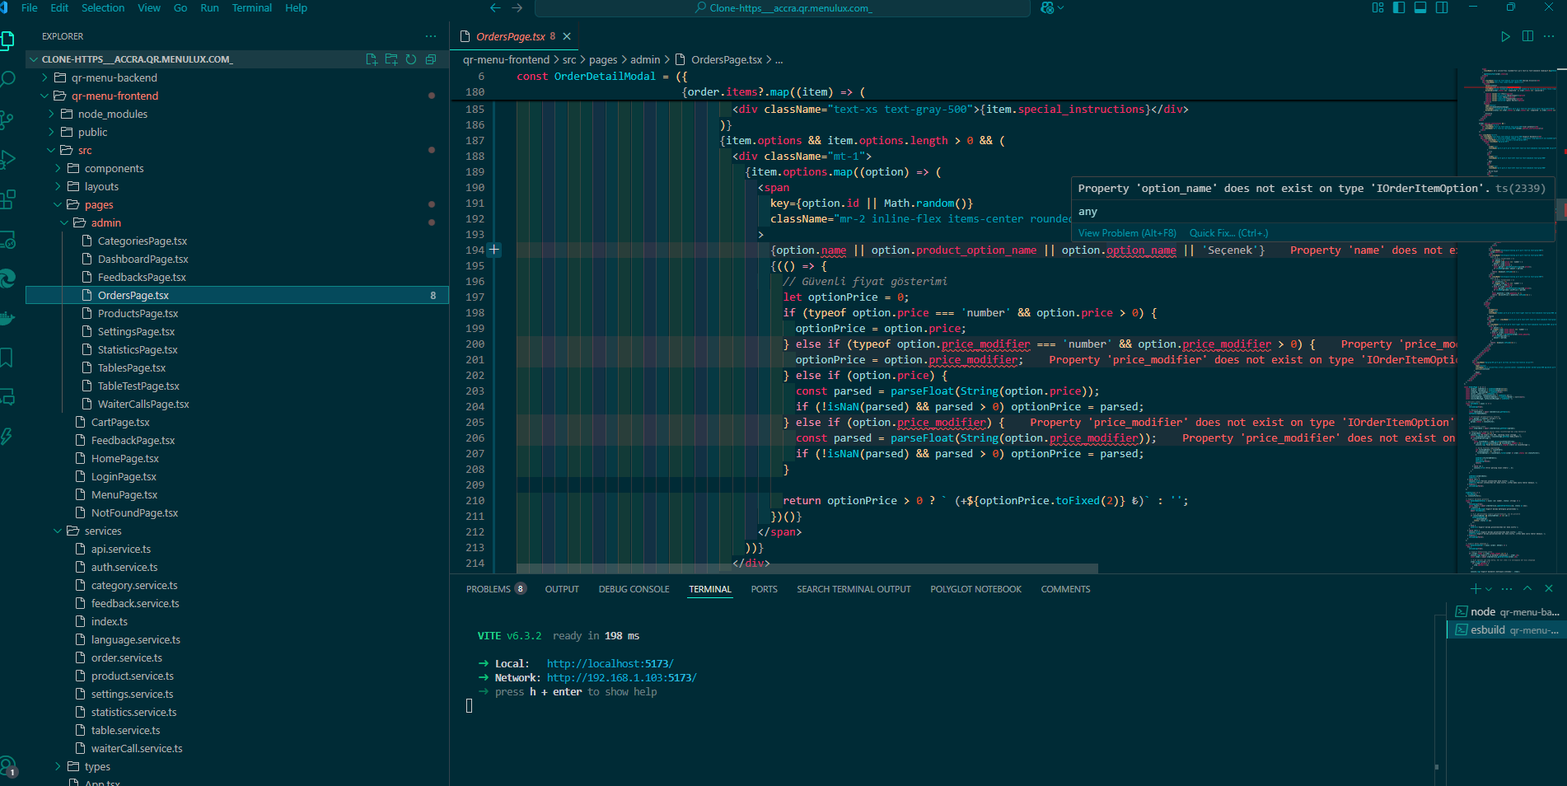 File Edit Selection View Go Run Terminal Help
Clone-https___accra.qr.menulux.com_
EXPLORER
CLONE-HTTPS__ACCRA.QR.MENULUX.COM_
qr-menu-backend
qr-menu-frontend
node_modules
public
src
components
layouts
pages
admin
CategoriesPage.tsx
DashboardPage.tsx
FeedbacksPage.tsx
OrdersPage.tsx 8
ProductsPage.tsx
SettingsPage.tsx
StatisticsPage.tsx
TablesPage.tsx
TableTestPage.tsx
WaiterCallsPage.tsx
CartPage.tsx
FeedbackPage.tsx
HomePage.tsx
LoginPage.tsx
MenuPage.tsx
NotFoundPage.tsx
services
api.service.ts
auth.service.ts
category.service.ts
feedback.service.ts
index.ts
language.service.ts
order.service.ts
product.service.ts
settings.service.ts
statistics.service.ts
table.service.ts
waiterCall.service.ts
types
App.tsx
1
OrdersPage.tsx 8
qr-menu-frontend > src > pages > admin > OrdersPage.tsx > ...
6 const OrderDetailModal = ({
180 {order.items?.map((item) => (
185 <div className="text-xs text-gray-500">{item.special_instructions}</div>
186 )}
187 {item.options && item.options.length > 0 && (
188 <div className="mt-1">
189 {item.options.map((option) => (
190 <span
191 key={option.id || Math.random()}
192 className="mr-2 inline-flex items-center rounded
193 >
194 {option.name || option.product_option_name || option.option_name || 'Seçenek'} Property 'name' does not ex
195 {(() => {
196 // Güvenli fiyat gösterimi
197 let optionPrice = 0;
198 if (typeof option.price === 'number' && option.price > 0) {
199 optionPrice = option.price;
200 } else if (typeof option.price_modifier === 'number' && option.price_modifier > 0) { Property 'price_mo
201 optionPrice = option.price_modifier; Property 'price_modifier' does not exist on type 'IOrderItemOptio
202 } else if (option.price) {
203 const parsed = parseFloat(String(option.price));
204 if (!isNaN(parsed) && parsed > 0) optionPrice = parsed;
205 } else if (option.price_modifier) { Property 'price_modifier' does not exist on type 'IOrderItemOption'
206 const parsed = parseFloat(String(option.price_modifier)); Property 'price_modifier' does not exist on
207 if (!isNaN(parsed) && parsed > 0) optionPrice = parsed;
208 }
209
210 return optionPrice > 0 ? ` (+${optionPrice.toFixed(2)} ₺)` : '';
211 })()}
212 </span>
213 ))}
214 </div>
Property 'option_name' does not exist on type 'IOrderItemOption'. ts(2339)
any
View Problem (Alt+F8) Quick Fix... (Ctrl+.)
PROBLEMS 8 OUTPUT DEBUG CONSOLE TERMINAL PORTS SEARCH TERMINAL OUTPUT POLYGLOT NOTEBOOK COMMENTS
VITE v6.3.2 ready in 198 ms
➜ Local: http://localhost:5173/
➜ Network: http://192.168.1.103:5173/
➜ press h + enter to show help
node qr-menu-ba...
esbuild qr-menu-...